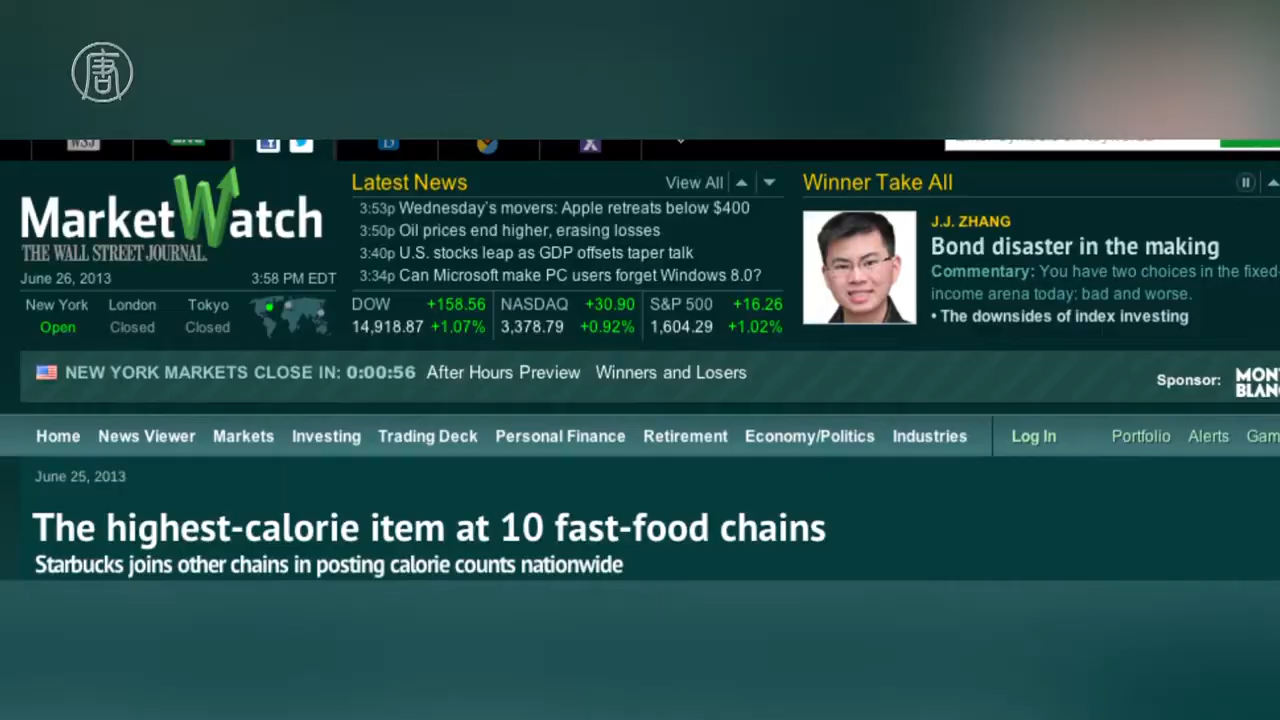 唐
WSJ
MarketWatch
THE WALL STREET JOURNAL.
June 26, 2013 3:58 PM EDT
New York London Tokyo
Open Closed Closed
Latest News View All
3:53p Wednesday's movers: Apple retreats below $400
3:50p Oil prices end higher, erasing losses
3:40p U.S. stocks leap as GDP offsets taper talk
3:34p Can Microsoft make PC users forget Windows 8.0?
DOW +158.56 NASDAQ +30.90 S&P 500 +16.26
14,918.87 +1.07% 3,378.79 +0.92% 1,604.29 +1.02%
Winner Take All
J.J. ZHANG
Bond disaster in the making
Commentary: You have two choices in the fixed-
income arena today: bad and worse.
• The downsides of index investing
NEW YORK MARKETS CLOSE IN: 0:00:56 After Hours Preview Winners and Losers
Sponsor: MONT
BLANC
Home News Viewer Markets Investing Trading Deck Personal Finance Retirement Economy/Politics Industries Log In Portfolio Alerts Gam
June 25, 2013
The highest-calorie item at 10 fast-food chains
Starbucks joins other chains in posting calorie counts nationwide